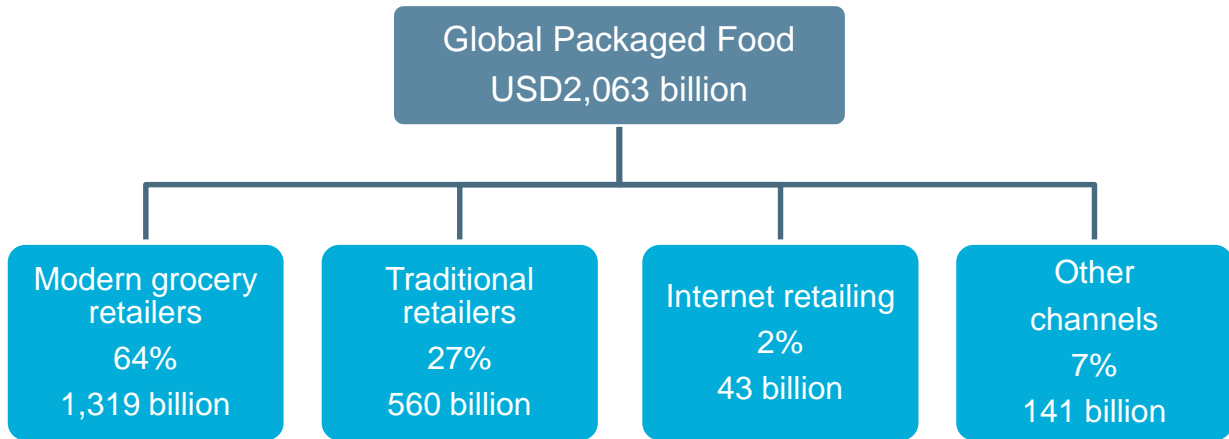 Global Packaged Food
USD2,063 billion
Modern grocery
retailers
64%
1,319 billion
Traditional
retailers
27%
560 billion
Internet retailing
2%
43 billion
Other
channels
7%
141 billion